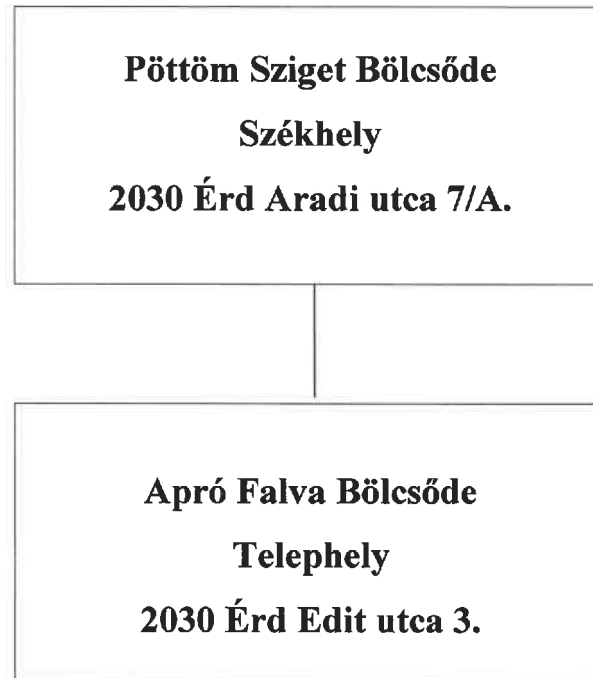 Pöttöm Sziget Bölcsőde
Székhely
2030 Érd Aradi utca 7/A.
Apró Falva Bölcsőde
Telephely
2030 Érd Edit utca 3.